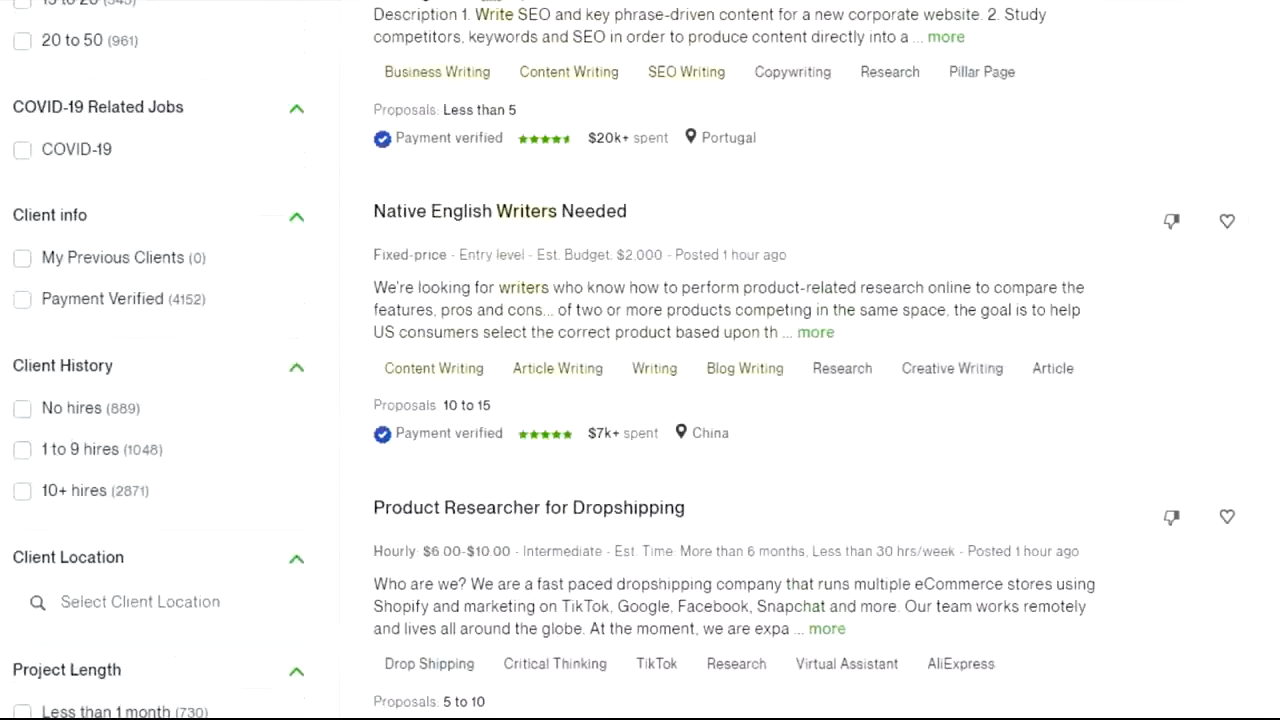 15 to 20 (545)
20 to 50 (961)
COVID-19 Related Jobs
COVID-19
Client info
My Previous Clients (0)
Payment Verified (4152)
Client History
No hires (889)
1 to 9 hires (1048)
10+ hires (2871)
Client Location
Select Client Location
Project Length
Less than 1 month (730)
Description 1. Write SEO and key phrase-driven content for a new corporate website. 2. Study
competitors, keywords and SEO in order to produce content directly into a ... more
Business Writing Content Writing SEO Writing Copywriting Research Pillar Page
Proposals: Less than 5
Payment verified $20k+ spent Portugal
Native English Writers Needed
Fixed-price - Entry level - Est. Budget: $2,000 - Posted 1 hour ago
We're looking for writers who know how to perform product-related research online to compare the
features, pros and cons... of two or more products competing in the same space, the goal is to help
US consumers select the correct product based upon th ... more
Content Writing Article Writing Writing Blog Writing Research Creative Writing Article
Proposals 10 to 15
Payment verified $7k+ spent China
Product Researcher for Dropshipping
Hourly: $6.00-$10.00 - Intermediate - Est. Time: More than 6 months, Less than 30 hrs/week - Posted 1 hour ago
Who are we? We are a fast paced dropshipping company that runs multiple eCommerce stores using
Shopify and marketing on TikTok, Google, Facebook, Snapchat and more. Our team works remotely
and lives all around the globe. At the moment, we are expa ... more
Drop Shipping Critical Thinking TikTok Research Virtual Assistant AliExpress
Proposals: 5 to 10